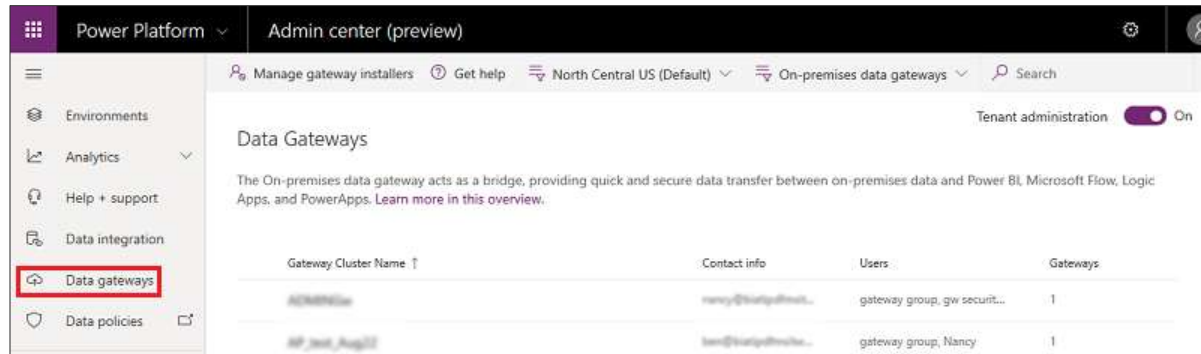 Power Platform
Admin center (preview)
Manage gateway installers Get help North Central US (Default) On-premises data gateways Search
Environments
Analytics
Help + support
Data integration
Data gateways
Data policies
Tenant administration On
Data Gateways
The On-premises data gateway acts as a bridge, providing quick and secure data transfer between on-premises data and Power BI, Microsoft Flow, Logic
Apps, and PowerApps. Learn more in this overview.
Gateway Cluster Name ↑ Contact info Users Gateways
gateway group, gw securit... 1
gateway group, Nancy 1